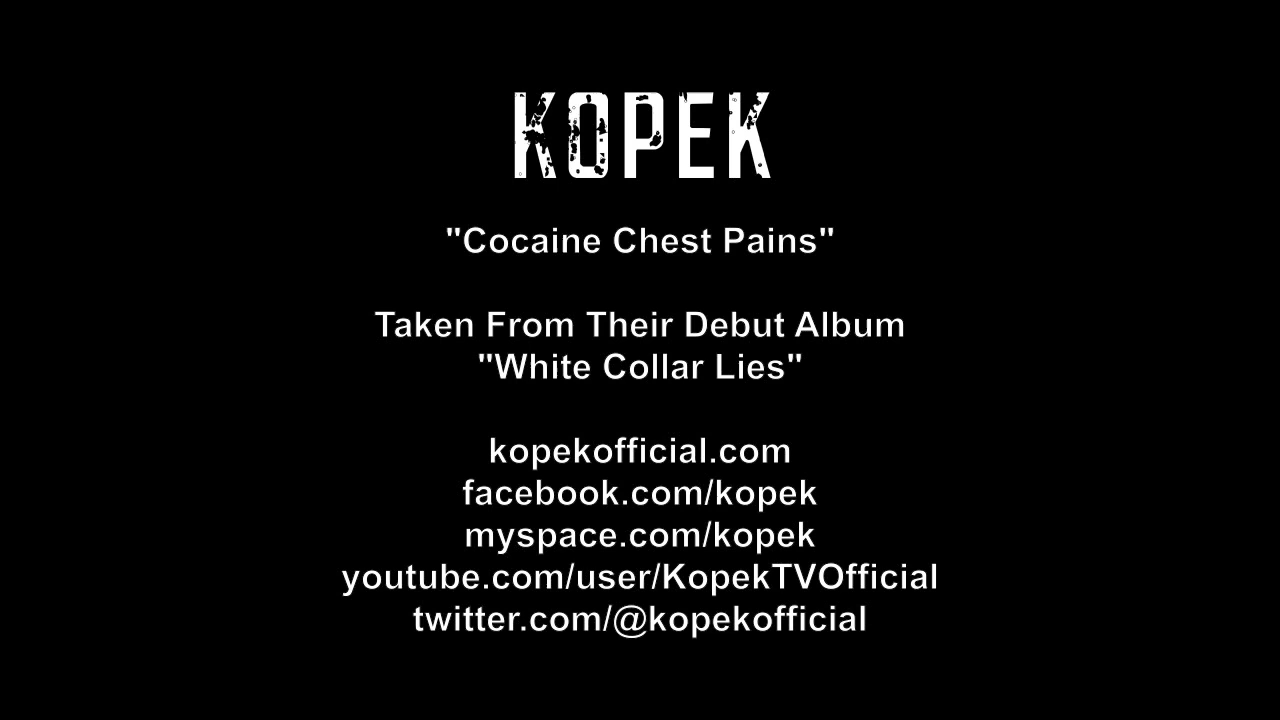 KOPEK
"Cocaine Chest Pains"
Taken From Their Debut Album
"White Collar Lies"
kopekofficial.com
facebook.com/kopek
myspace.com/kopek
youtube.com/user/KopekTVOfficial
twitter.com/@kopekofficial